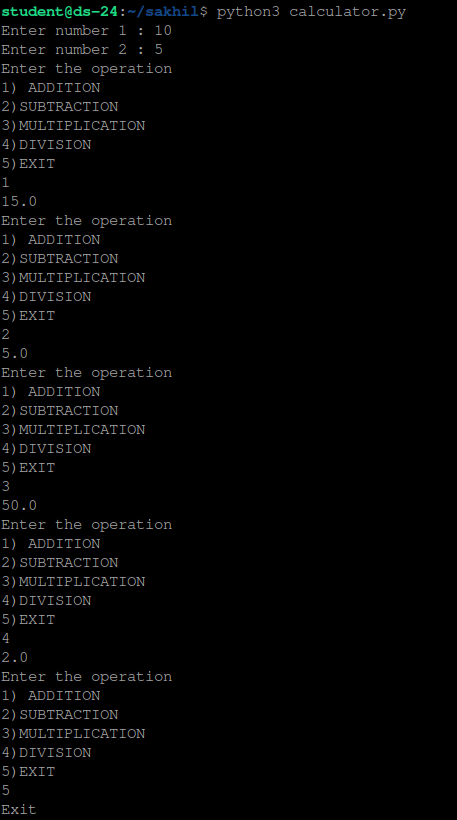 student@ds-24:~/sakhil$ python3 calculator.py
Enter number 1 : 10
Enter number 2 : 5
Enter the operation
1) ADDITION
2)SUBTRACTION
3)MULTIPLICATION
4)DIVISION
5)EXIT
1
15.0
Enter the operation
1) ADDITION
2)SUBTRACTION
3)MULTIPLICATION
4)DIVISION
5)EXIT
2
5.0
Enter the operation
1) ADDITION
2)SUBTRACTION
3)MULTIPLICATION
4)DIVISION
5)EXIT
3
50.0
Enter the operation
1) ADDITION
2)SUBTRACTION
3)MULTIPLICATION
4)DIVISION
5)EXIT
4
2.0
Enter the operation
1) ADDITION
2)SUBTRACTION
3)MULTIPLICATION
4)DIVISION
5)EXIT
5
Exit